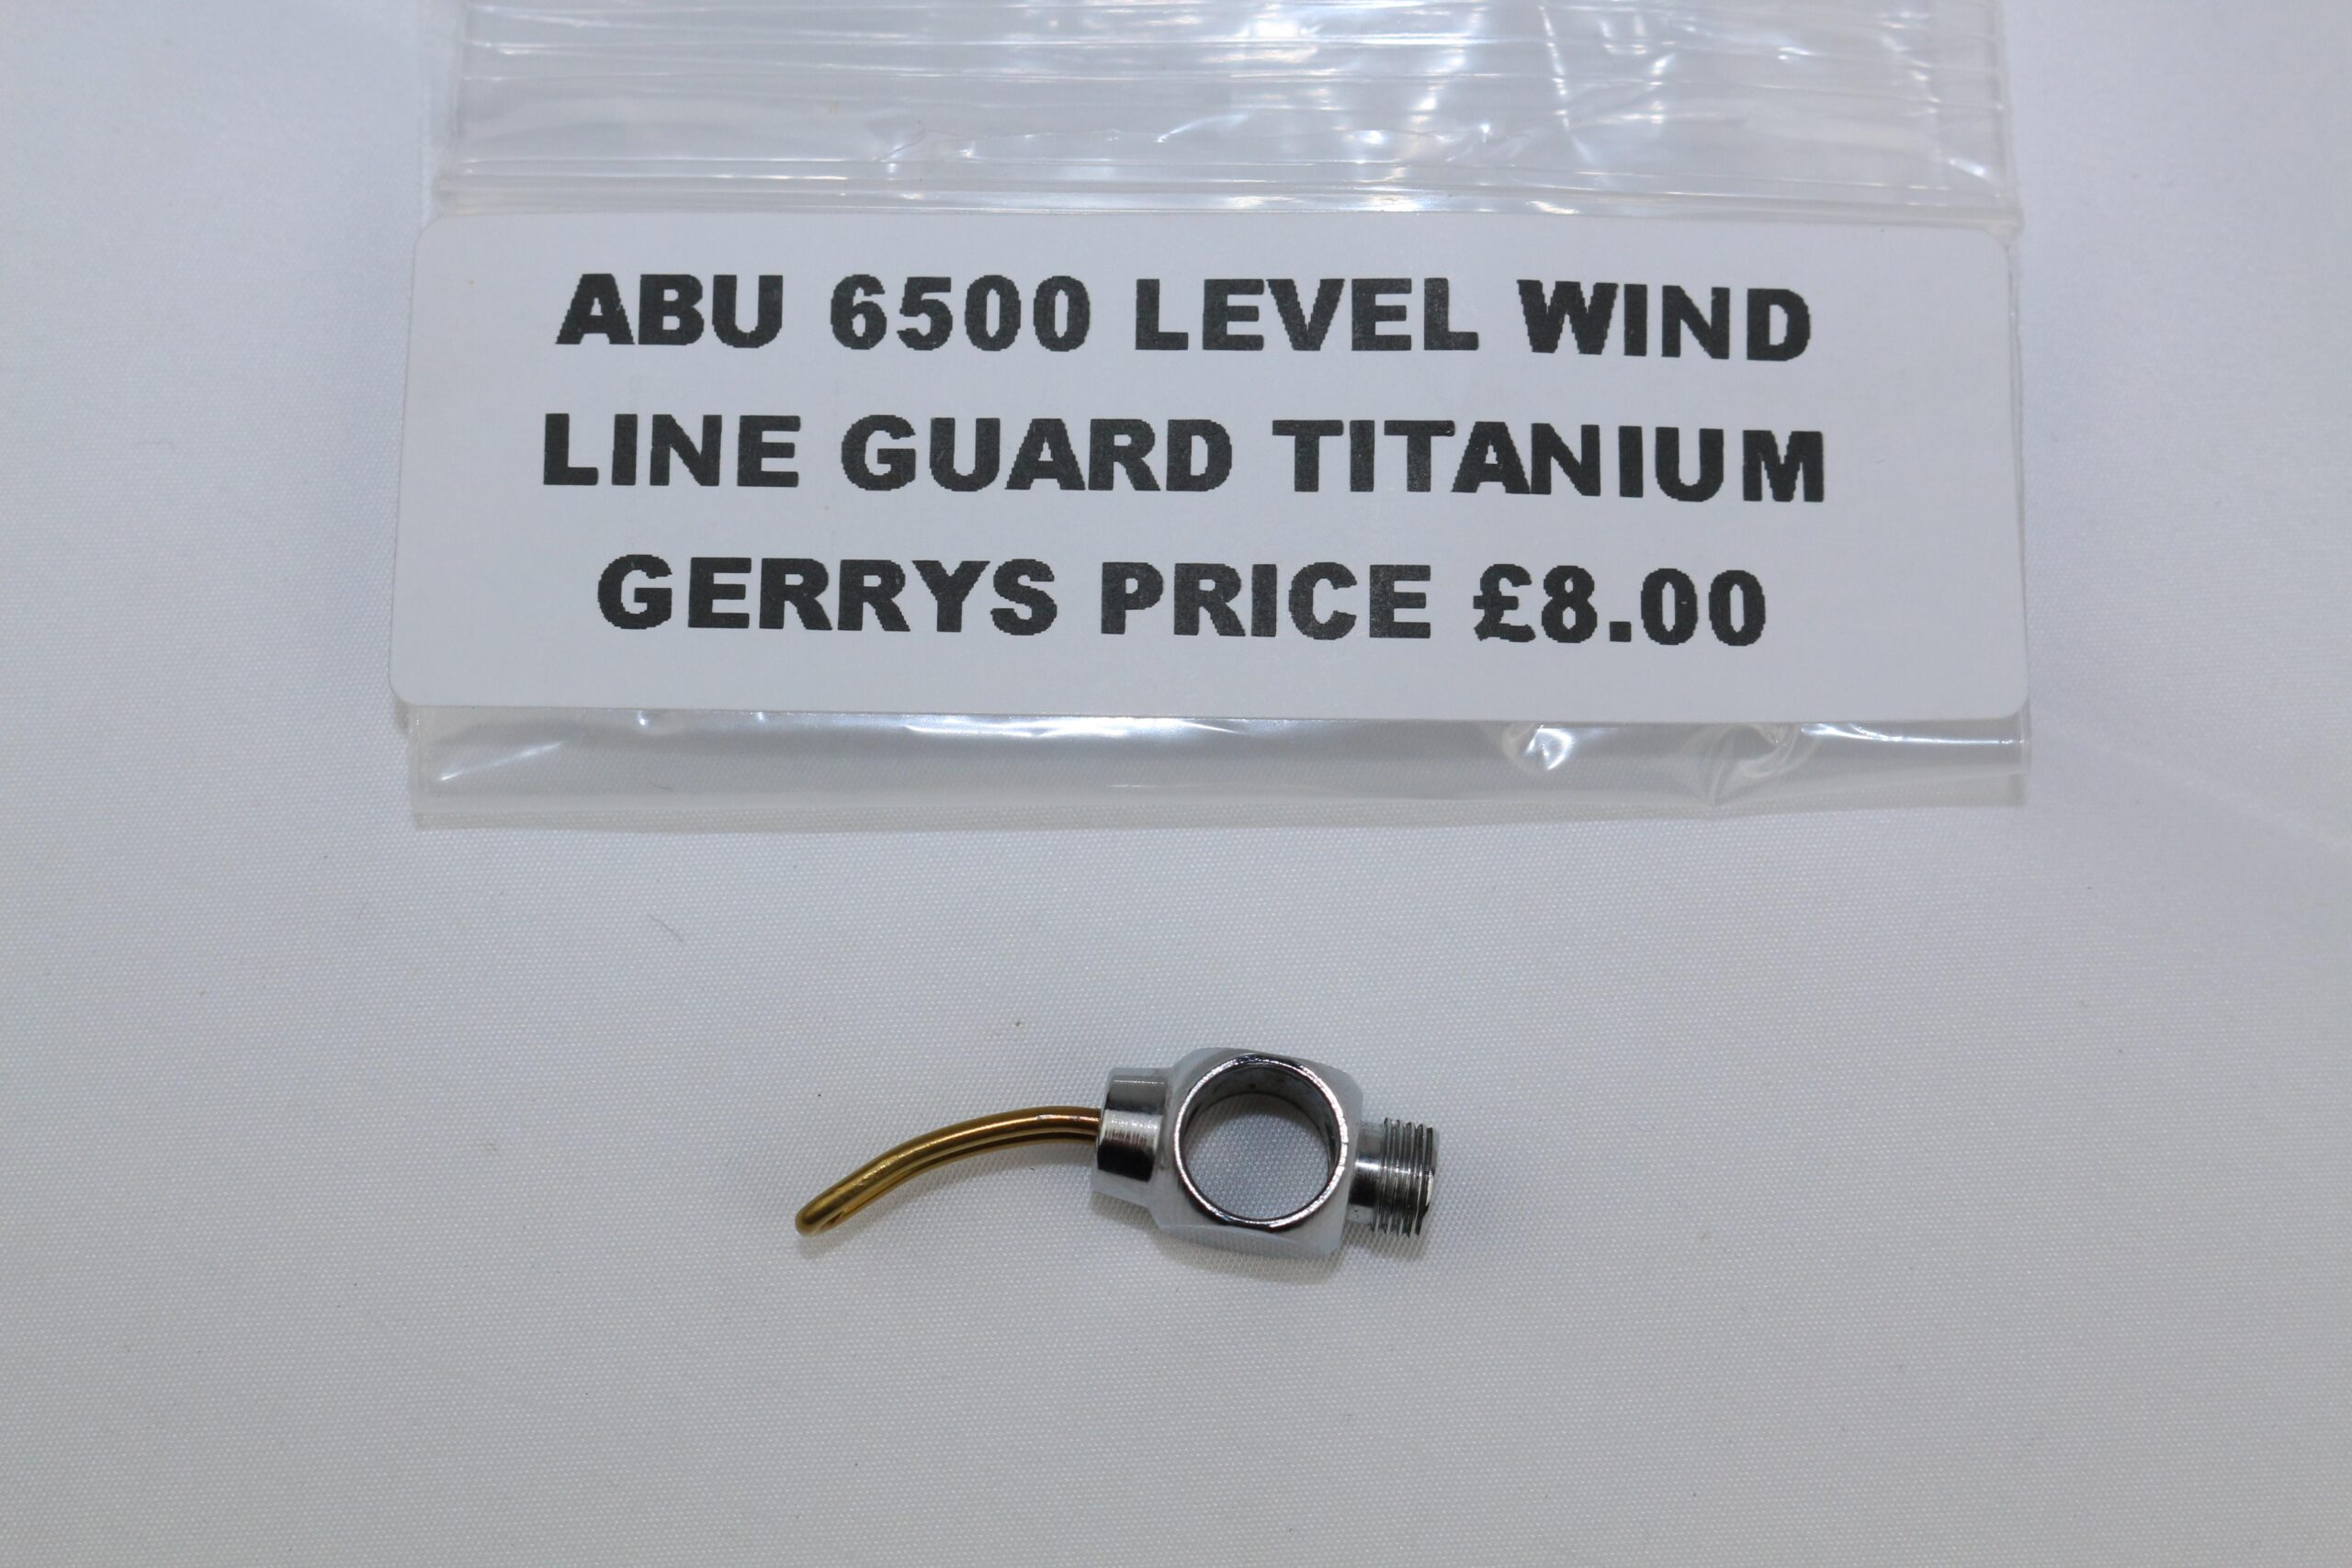 ABU 6500 LEVEL WIND
LINE GUARD TITANIUM
GERRYS PRICE £8.00